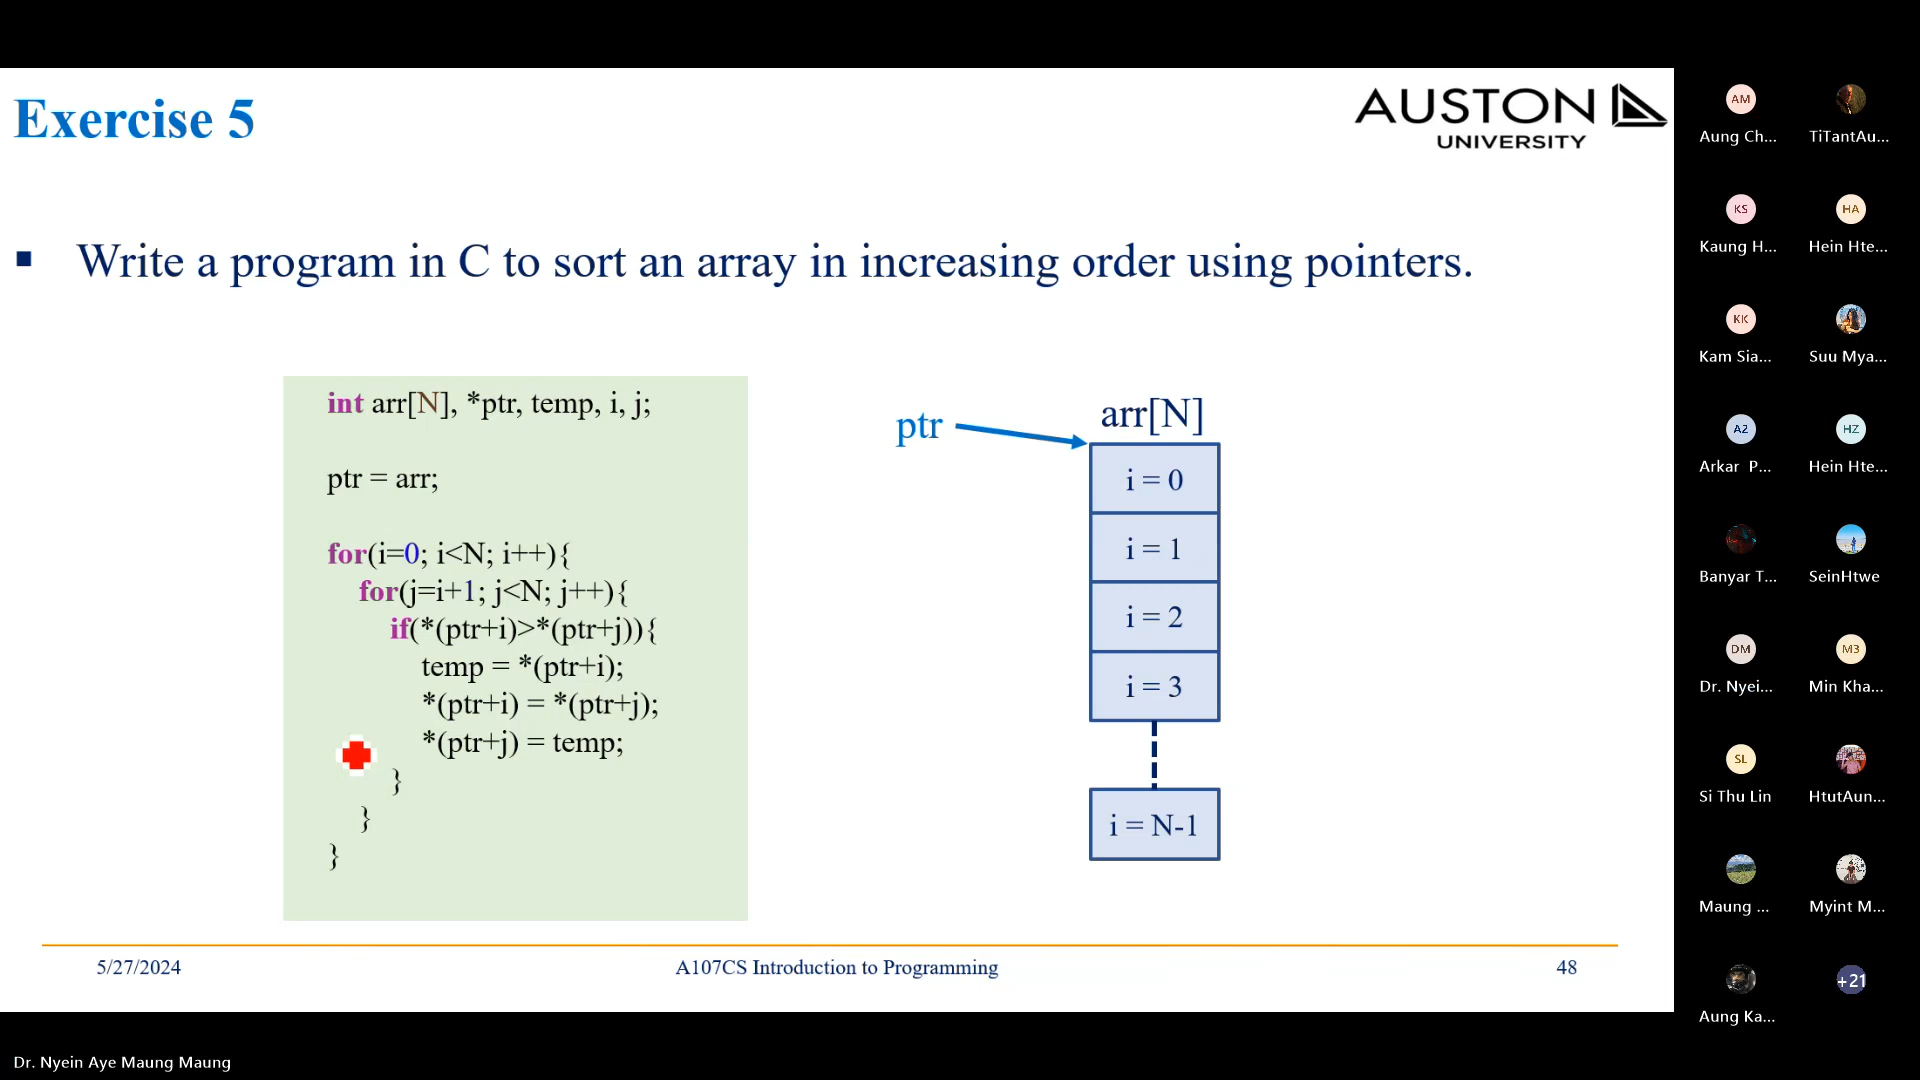 Exercise 5
AUSTON
UNIVERSITY
▪ Write a program in C to sort an array in increasing order using pointers.
int arr[N], *ptr, temp, i, j;
ptr = arr;
for(i=0; i<N; i++){
for(j=i+1; j<N; j++){
if(*(ptr+i)>*(ptr+j)){
temp = *(ptr+i);
*(ptr+i) = *(ptr+j);
*(ptr+j) = temp;
}
}
}
ptr
arr[N]
i = 0
i = 1
i = 2
i = 3
i = N-1
5/27/2024
A107CS Introduction to Programming
48
AM
Aung Ch...
TiTantAu...
KS
Kaung H...
HA
Hein Hte...
KK
Kam Sia...
Suu Mya...
A2
Arkar P...
HZ
Hein Hte...
Banyar T...
SeinHtwe
DM
Dr. Nyei...
M3
Min Kha...
SL
Si Thu Lin
HtutAun...
Maung ...
Myint M...
Aung Ka...
+21
Dr. Nyein Aye Maung Maung